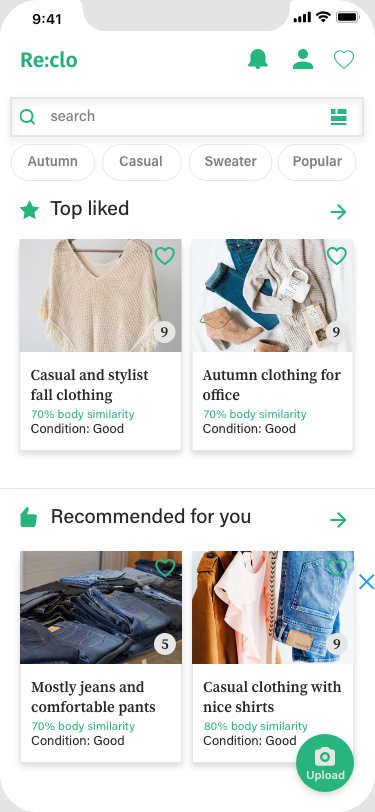 9:41
Re:clo
search
Autumn Casual Sweater Popular
Top liked
9
9
Casual and stylist
fall clothing
70% body similarity
Condition: Good
Autumn clothing for
office
70% body similarity
Condition: Good
Recommended for you
5
9
Mostly jeans and
comfortable pants
70% body similarity
Condition: Good
Casual clothing with
nice shirts
80% body similarity
Condition: Good
Upload